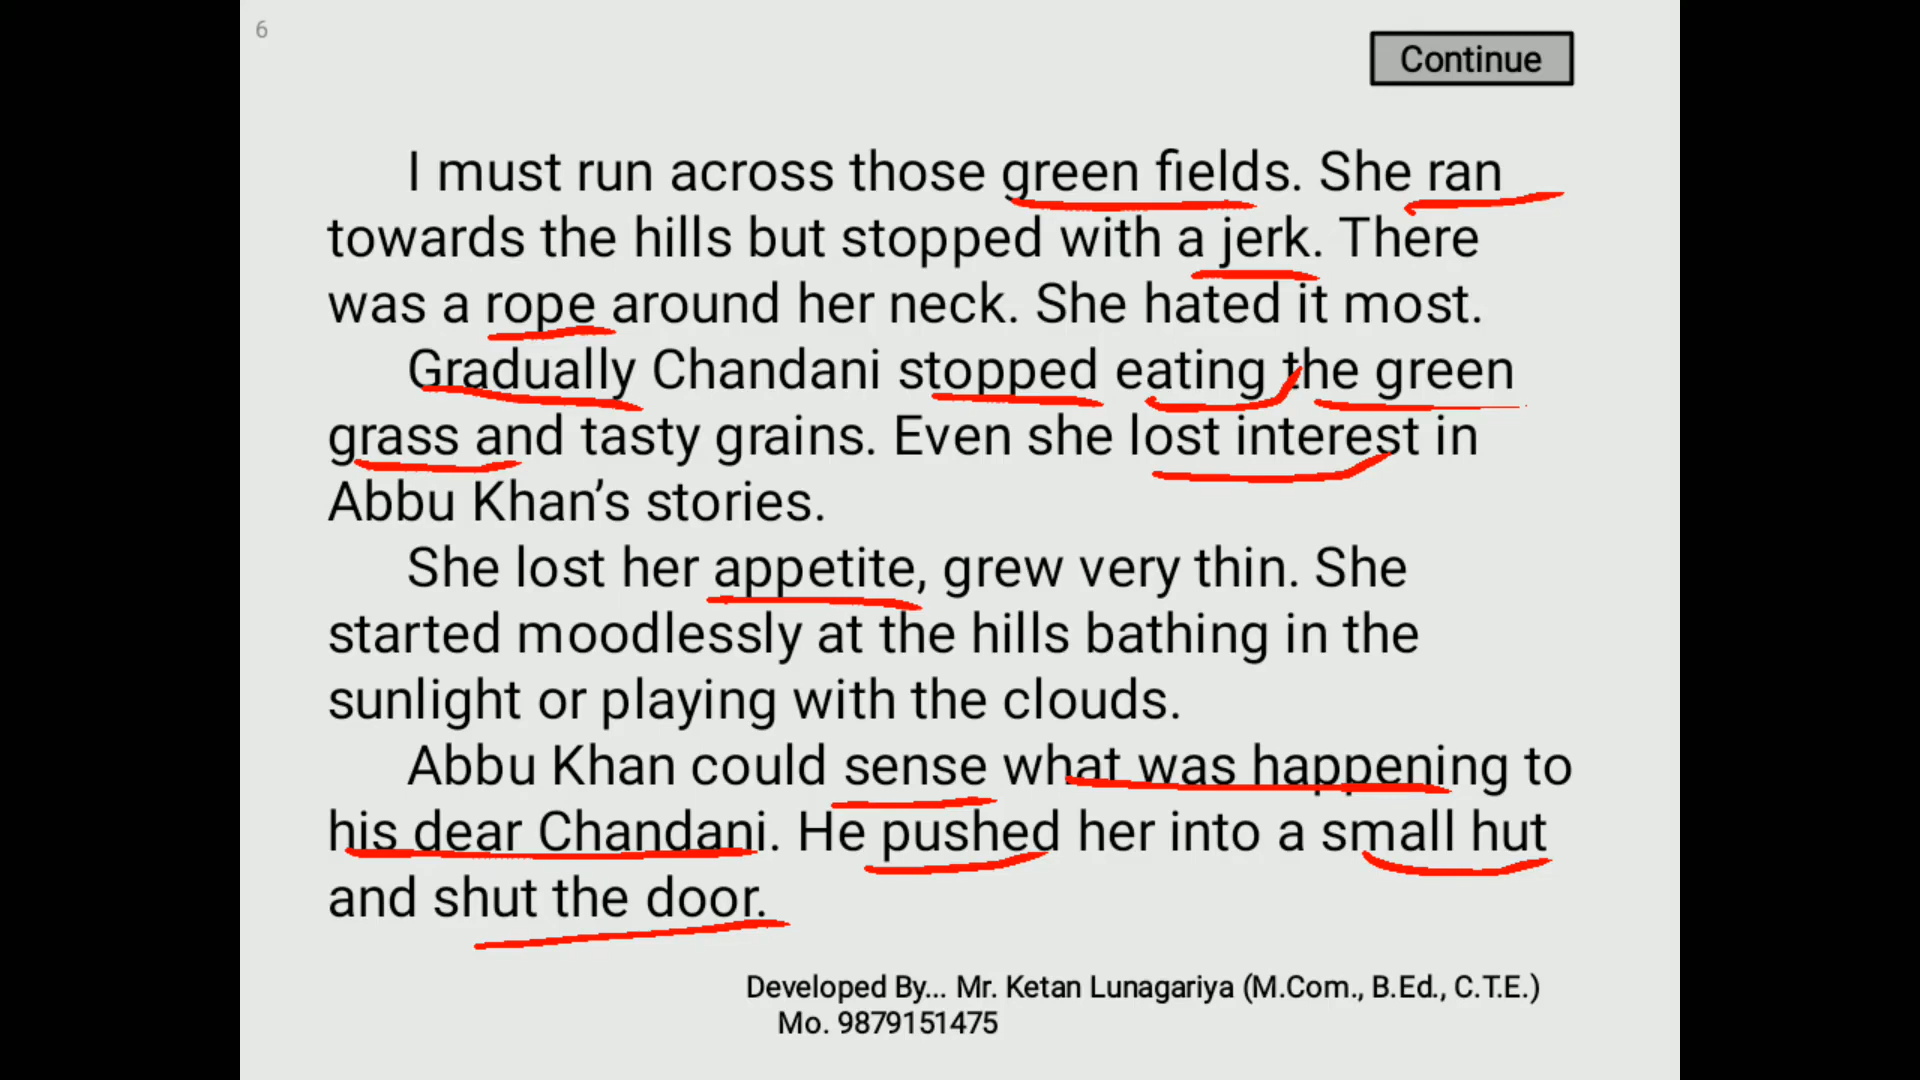 6
Continue
I must run across those green fields. She ran
towards the hills but stopped with a jerk. There
was a rope around her neck. She hated it most.
Gradually Chandani stopped eating the green
grass and tasty grains. Even she lost interest in
Abbu Khan’s stories.
She lost her appetite, grew very thin. She
started moodlessly at the hills bathing in the
sunlight or playing with the clouds.
Abbu Khan could sense what was happening to
his dear Chandani. He pushed her into a small hut
and shut the door.
Developed By... Mr. Ketan Lunagariya (M.Com., B.Ed., C.T.E.)
Mo. 9879151475